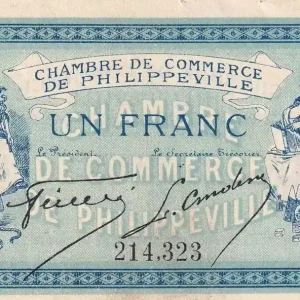 CHAMBRE DE COMMERCE
DE PHILIPPEVILLE
CHAMBRE
UN FRANC
Le Président
Le Secrétaire Trésorier
DE COMMERCE
DE PHILIPPEVILLE
214,323